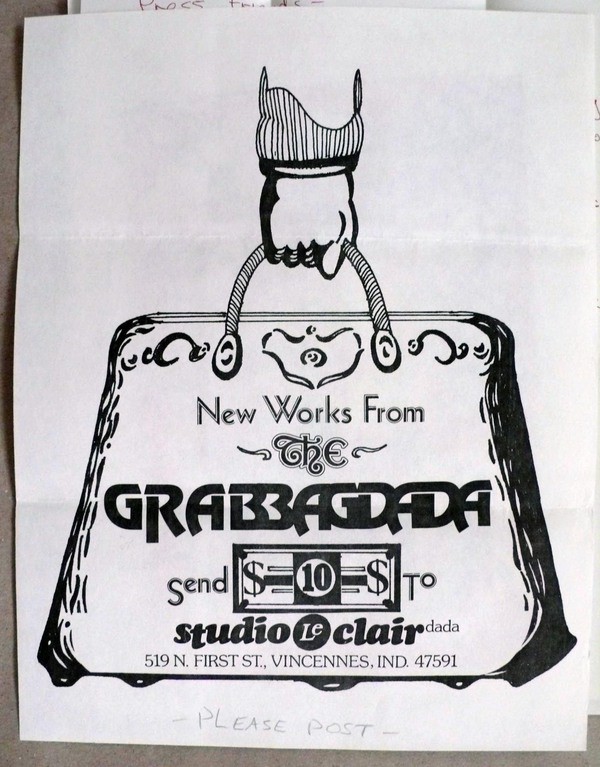 New Works From
The
GRABBAGDADA
Send $ 10 $ To
studio Le clair dada
519 N. FIRST ST., VINCENNES, IND. 47591
- PLEASE POST -